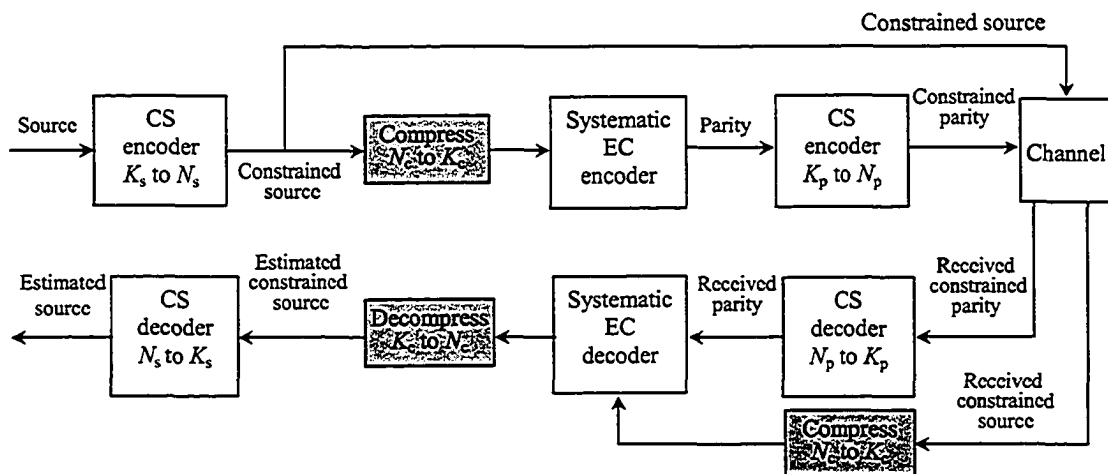 Constrained source
Source
CS
encoder
Ks to Ns
Constrained
source
Compress
Nc to Kc
Systematic
EC
encoder
Parity
CS
encoder
Kp to Np
Constrained
parity
Channel
Estimated
source
CS
decoder
Ns to Ks
Estimated
constrained
source
Decompress
Kc to Nc
Systematic
EC
decoder
Received
parity
CS
decoder
Np to Kp
Received
constrained
parity
Received
constrained
source
Compress
Nc to Kc